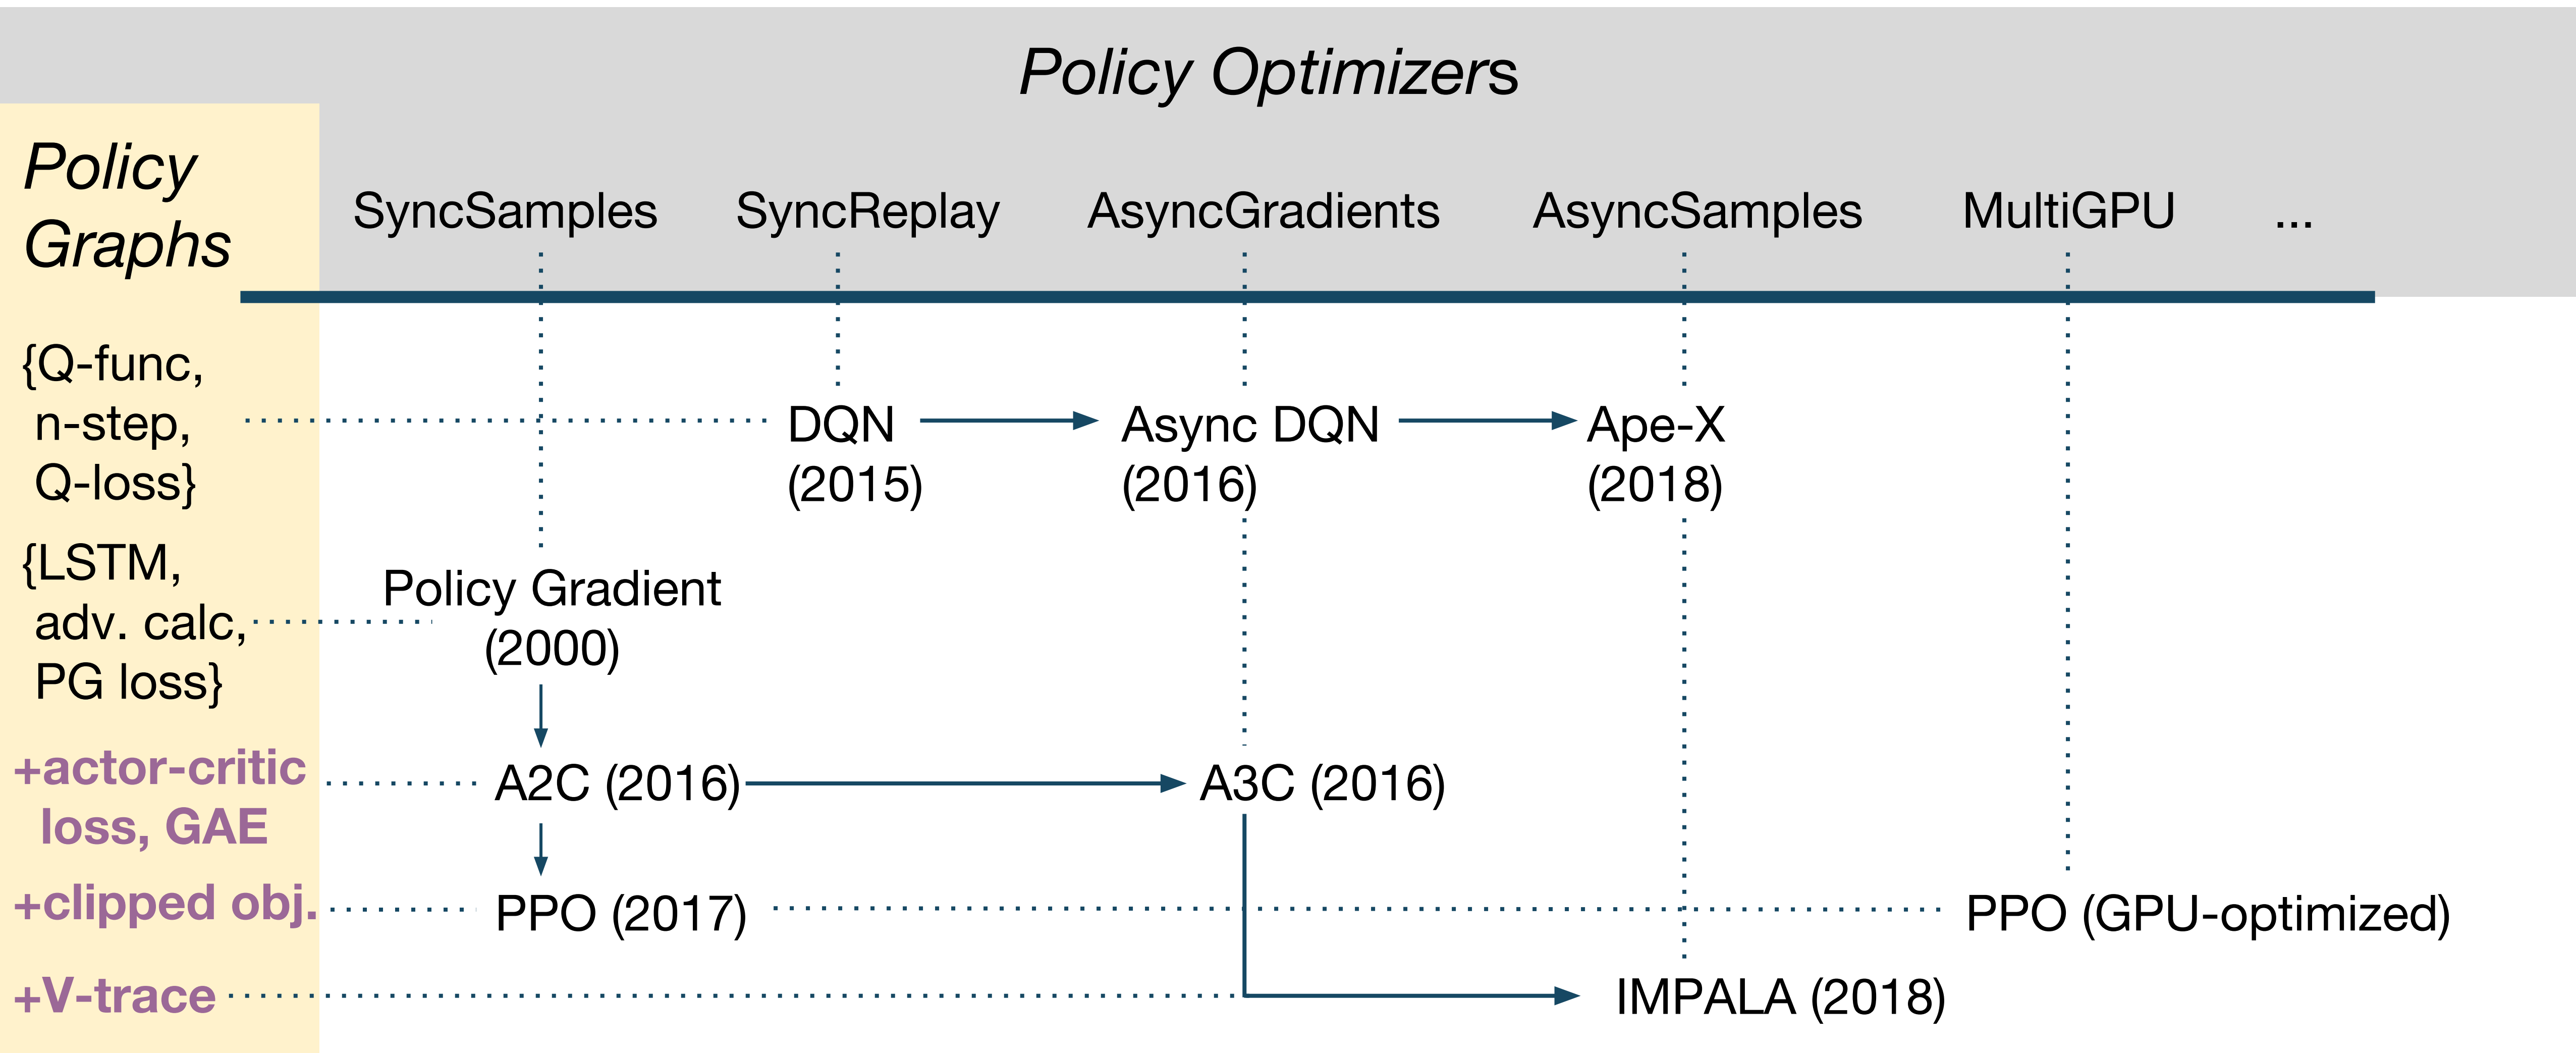 Policy Optimizers
Policy
Graphs
SyncSamples SyncReplay AsyncGradients AsyncSamples MultiGPU ...
{Q-func,
n-step,
Q-loss}
DQN
(2015)
Async DQN
(2016)
Ape-X
(2018)
{LSTM,
adv. calc,
PG loss}
Policy Gradient
(2000)
+actor-critic
loss, GAE
A2C (2016)
A3C (2016)
+clipped obj.
PPO (2017)
PPO (GPU-optimized)
+V-trace
IMPALA (2018)